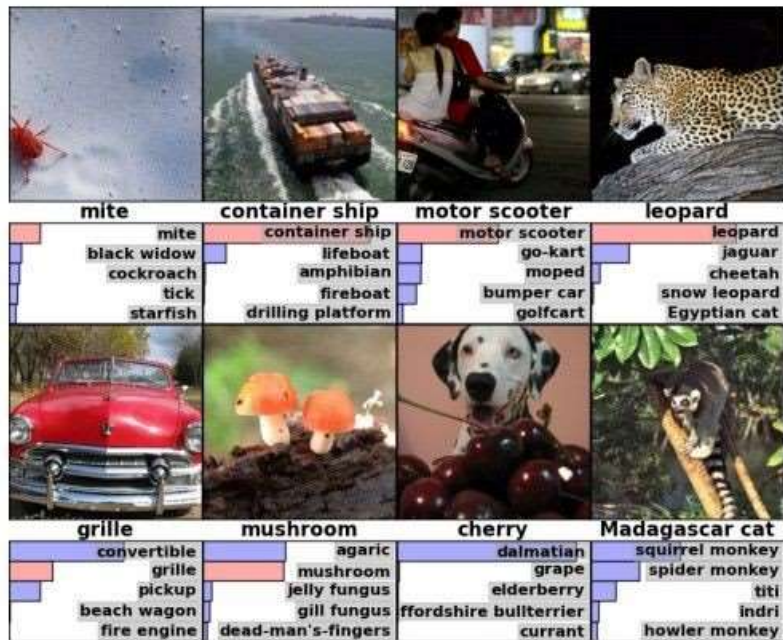 mite
container ship
motor scooter
leopard
mite
black widow
cockroach
tick
starfish
container ship
lifeboat
amphibian
fireboat
drilling platform
motor scooter
go-kart
moped
bumper car
golfcart
leopard
jaguar
cheetah
snow leopard
Egyptian cat
grille
mushroom
cherry
Madagascar cat
convertible
grille
pickup
beach wagon
fire engine
agaric
mushroom
jelly fungus
gill fungus
dead-man's-fingers
dalmatian
grape
elderberry
ffordshire bullterrier
currant
squirrel monkey
spider monkey
titi
indri
howler monkey